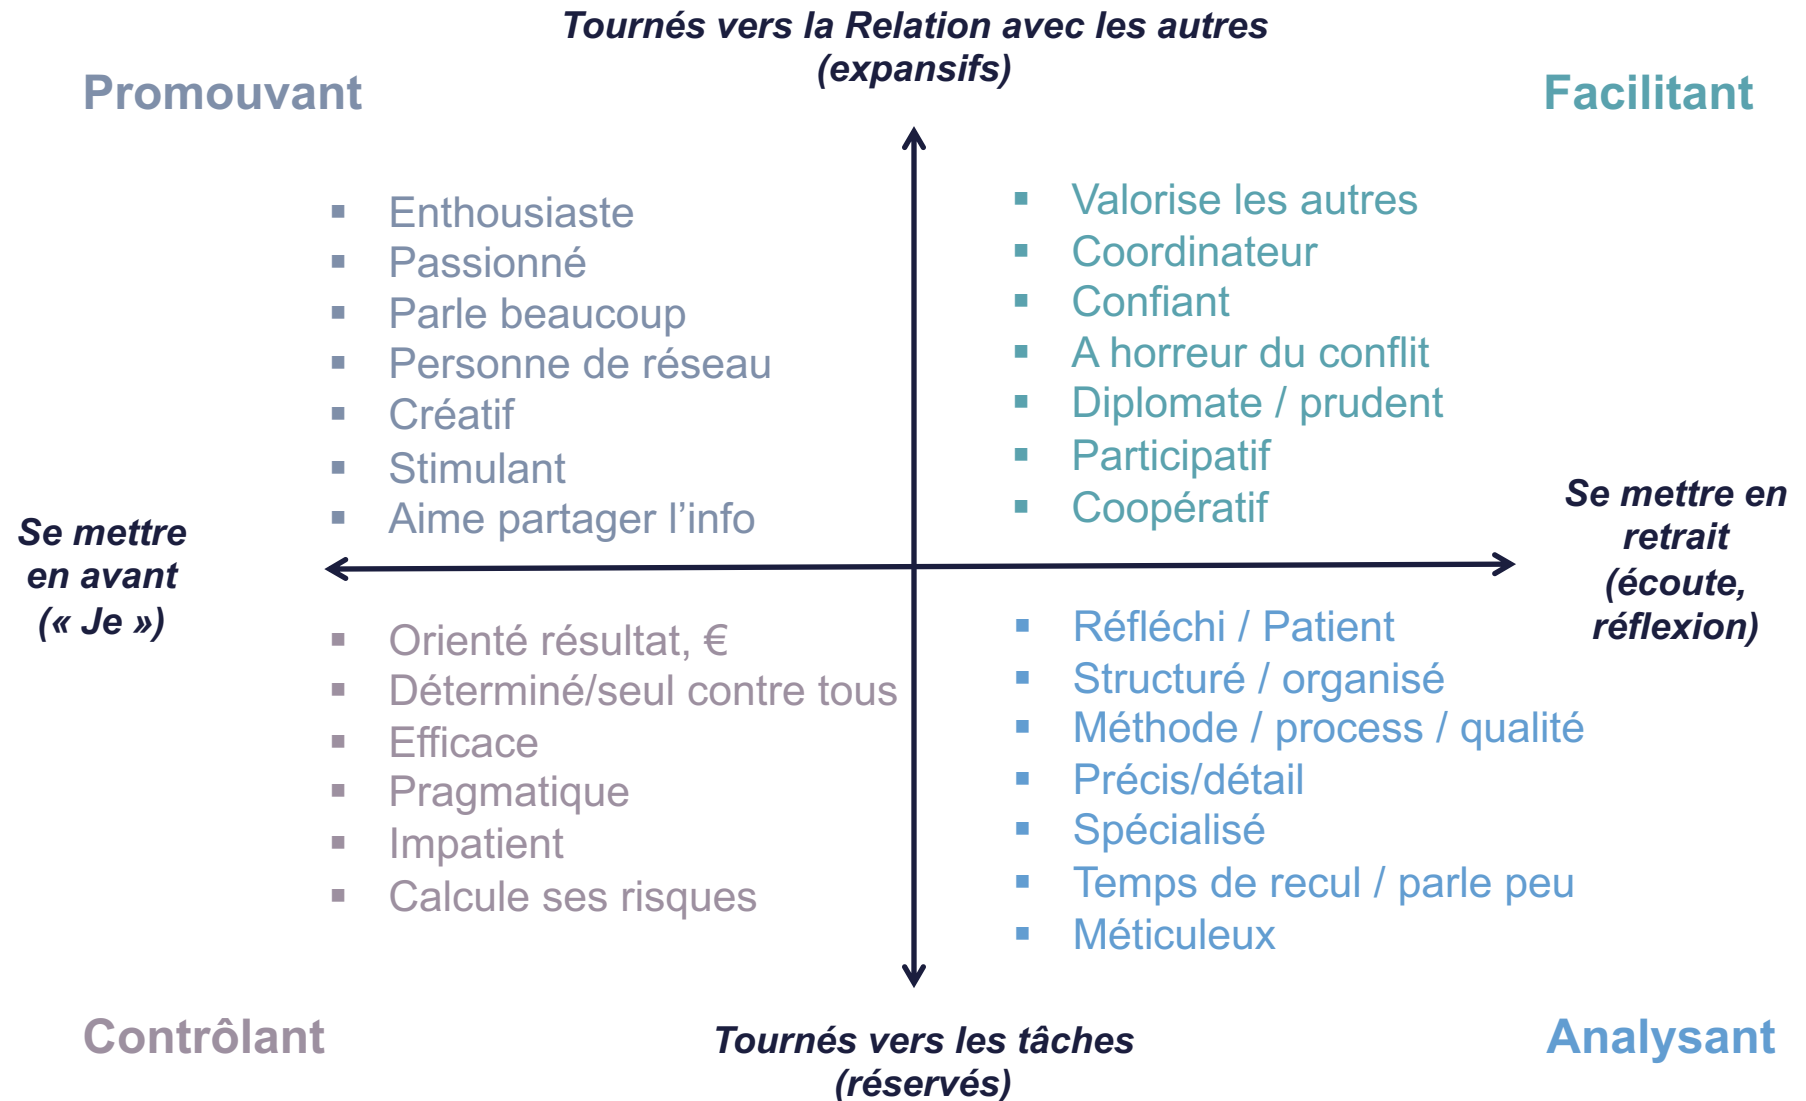 Tournés vers la Relation avec les autres
(expansifs)
Promouvant
Facilitant
▪ Enthousiaste
▪ Passionné
▪ Parle beaucoup
▪ Personne de réseau
▪ Créatif
▪ Stimulant
▪ Aime partager l’info
▪ Valorise les autres
▪ Coordinateur
▪ Confiant
▪ A horreur du conflit
▪ Diplomate / prudent
▪ Participatif
▪ Coopératif
Se mettre
en avant
(« Je »)
Se mettre en
retrait
(écoute,
réflexion)
▪ Orienté résultat, €
▪ Déterminé/seul contre tous
▪ Efficace
▪ Pragmatique
▪ Impatient
▪ Calcule ses risques
▪ Réfléchi / Patient
▪ Structuré / organisé
▪ Méthode / process / qualité
▪ Précis/détail
▪ Spécialisé
▪ Temps de recul / parle peu
▪ Méticuleux
Contrôlant
Tournés vers les tâches
(réservés)
Analysant